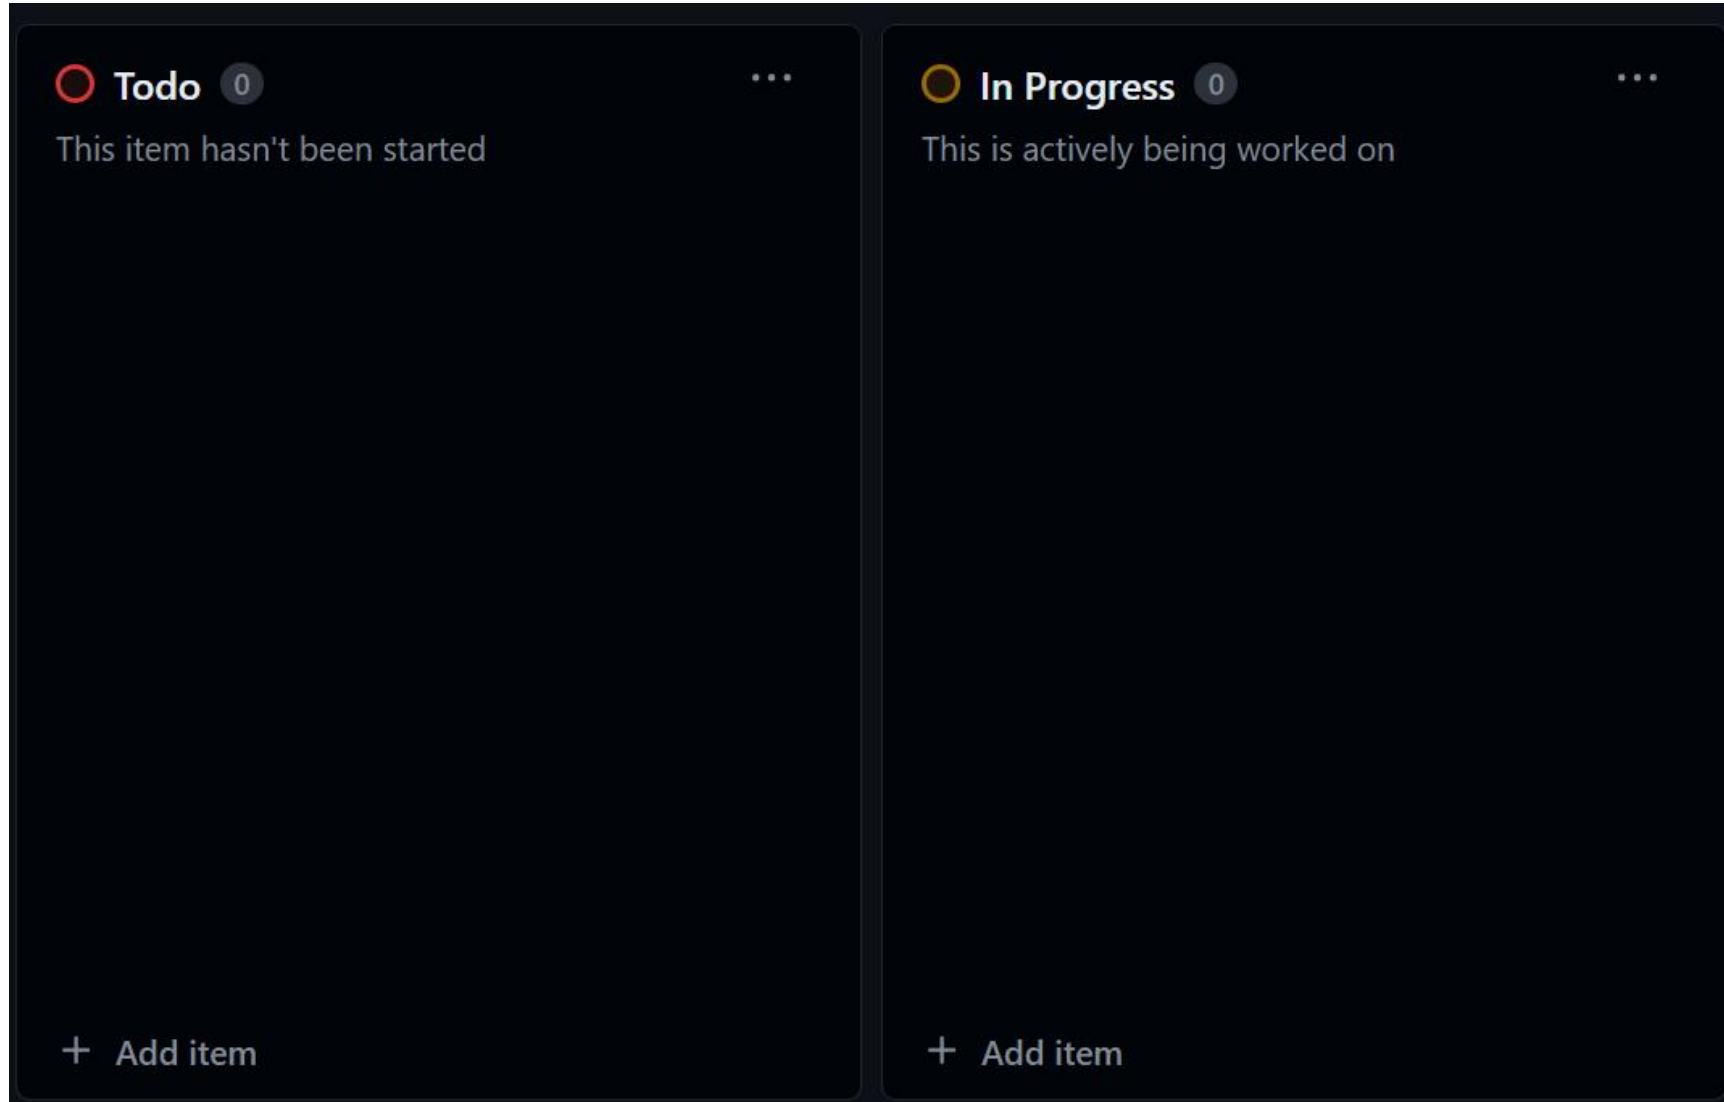 Todo 0
This item hasn't been started
+ Add item
In Progress 0
This is actively being worked on
+ Add item